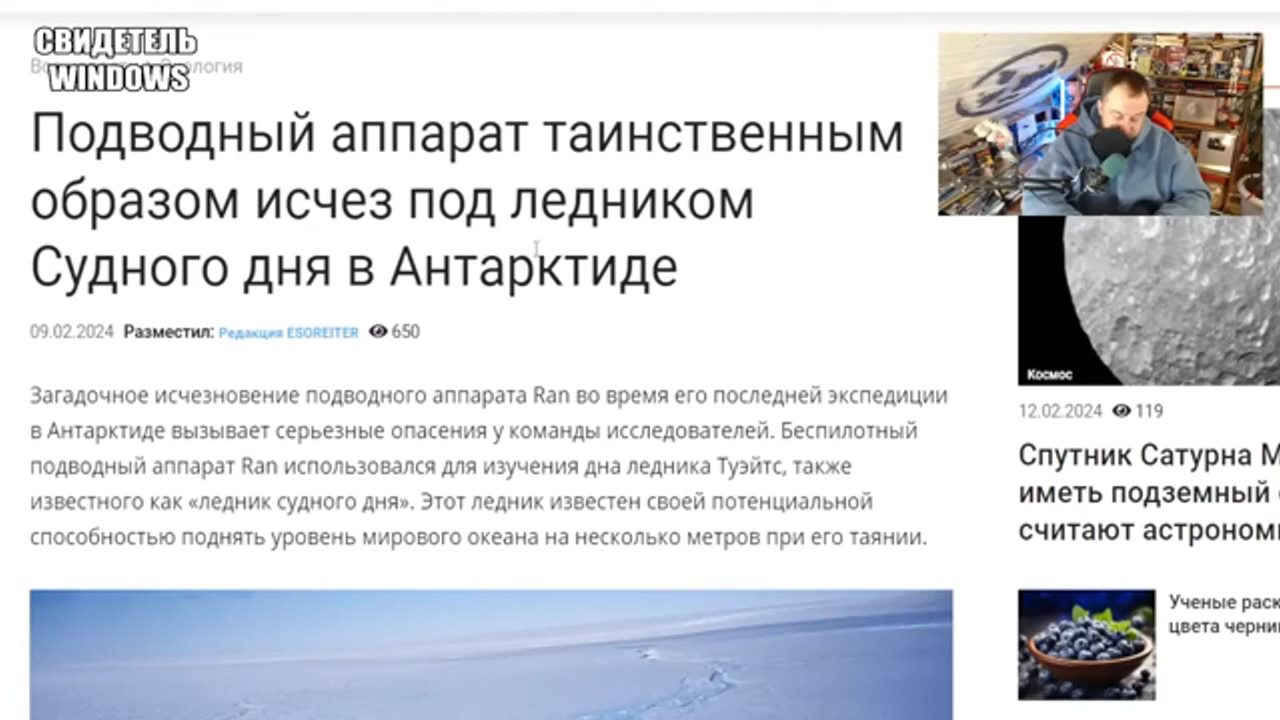 СВИДЕТЕЛЬ
WINDOWS
Подводный аппарат таинственным
образом исчез под ледником
Судного дня в Антарктиде
09.02.2024 Разместил: Редакция ESOREITER 650
Загадочное исчезновение подводного аппарата Ran во время его последней экспедиции
в Антарктиде вызывает серьезные опасения у команды исследователей. Беспилотный
подводный аппарат Ran использовался для изучения дна ледника Туэйтс, также
известного как «ледник судного дня». Этот ледник известен своей потенциальной
способностью поднять уровень мирового океана на несколько метров при его таянии.
Космос
12.02.2024 119
Спутник Сатурна М
иметь подземный
считают астроном
Ученые раск
цвета черни